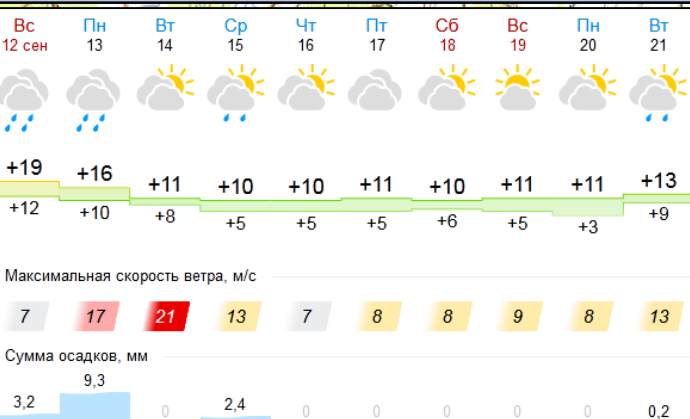 Вс Пн Вт Ср Чт Пт Сб Вс Пн Вт
12 сен 13 14 15 16 17 18 19 20 21
+19 +16 +11 +10 +10 +11 +10 +11 +11 +13
+12 +10 +8 +5 +5 +5 +6 +5 +3 +9
Максимальная скорость ветра, м/с
7 17 21 13 7 8 8 9 8 13
Сумма осадков, мм
3,2 9,3 0 2,4 0 0 0 0 0 0,2